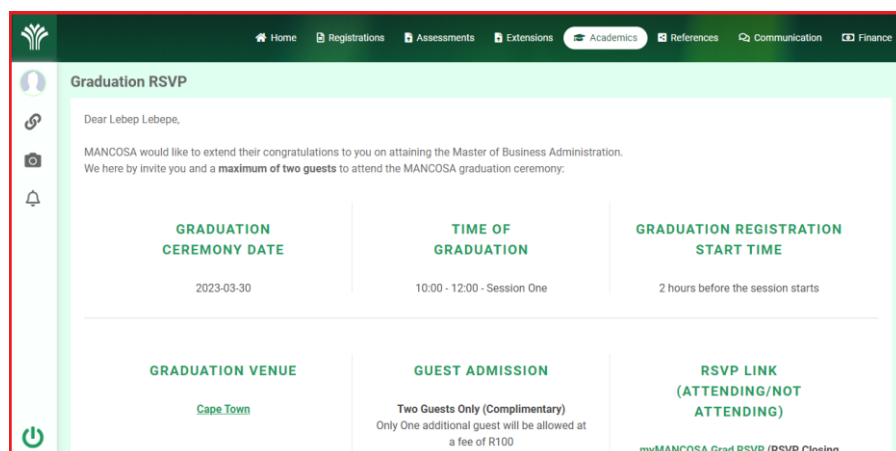 Home Registrations Assessments Extensions Academics References Communication Finance
Graduation RSVP
Dear Lebep Lebepe,
MANCOSA would like to extend their congratulations to you on attaining the Master of Business Administration.
We here by invite you and a maximum of two guests to attend the MANCOSA graduation ceremony:
GRADUATION
CEREMONY DATE
2023-03-30
TIME OF
GRADUATION
10:00 - 12:00 - Session One
GRADUATION REGISTRATION
START TIME
2 hours before the session starts
GRADUATION VENUE
Cape Town
GUEST ADMISSION
Two Guests Only (Complimentary)
Only One additional guest will be allowed at
a fee of R100
RSVP LINK
(ATTENDING/NOT
ATTENDING)
myMANCOSA Grad RSVP (RSVP Closing